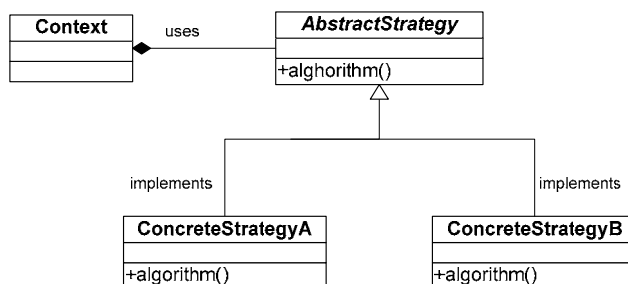 Context
uses
AbstractStrategy
+alghorithm()
implements
implements
ConcreteStrategyA
ConcreteStrategyB
+algorithm()
+algorithm()